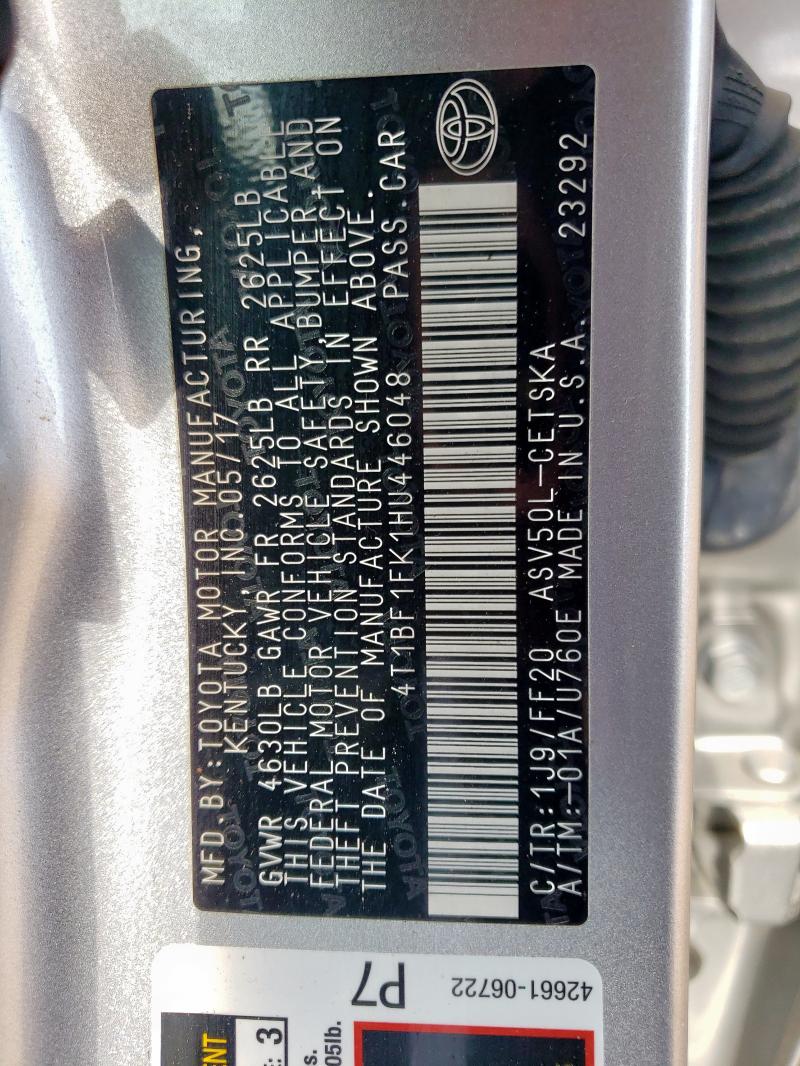 MFD. BY: TOYOTA MOTOR MANUFACTURING,
KENTUCKY, INC. 05/17
GVWR 4630LB GAWR FR 2625LB RR 2625LB
THIS VEHICLE CONFORMS TO ALL APPLICABLE
FEDERAL MOTOR VEHICLE SAFETY, BUMPER, AND
THEFT PREVENTION STANDARDS IN EFFECT ON
THE DATE OF MANUFACTURE SHOWN ABOVE.
4T1BF1FK1HU446048 PASS.CAR
C/TR:1J9/FF20 ASV50L-CETSKA
A/TM:-01A/U760E MADE IN U.S.A. 23292
P7
42661-06722
ENT
: 3
s.
05lb.